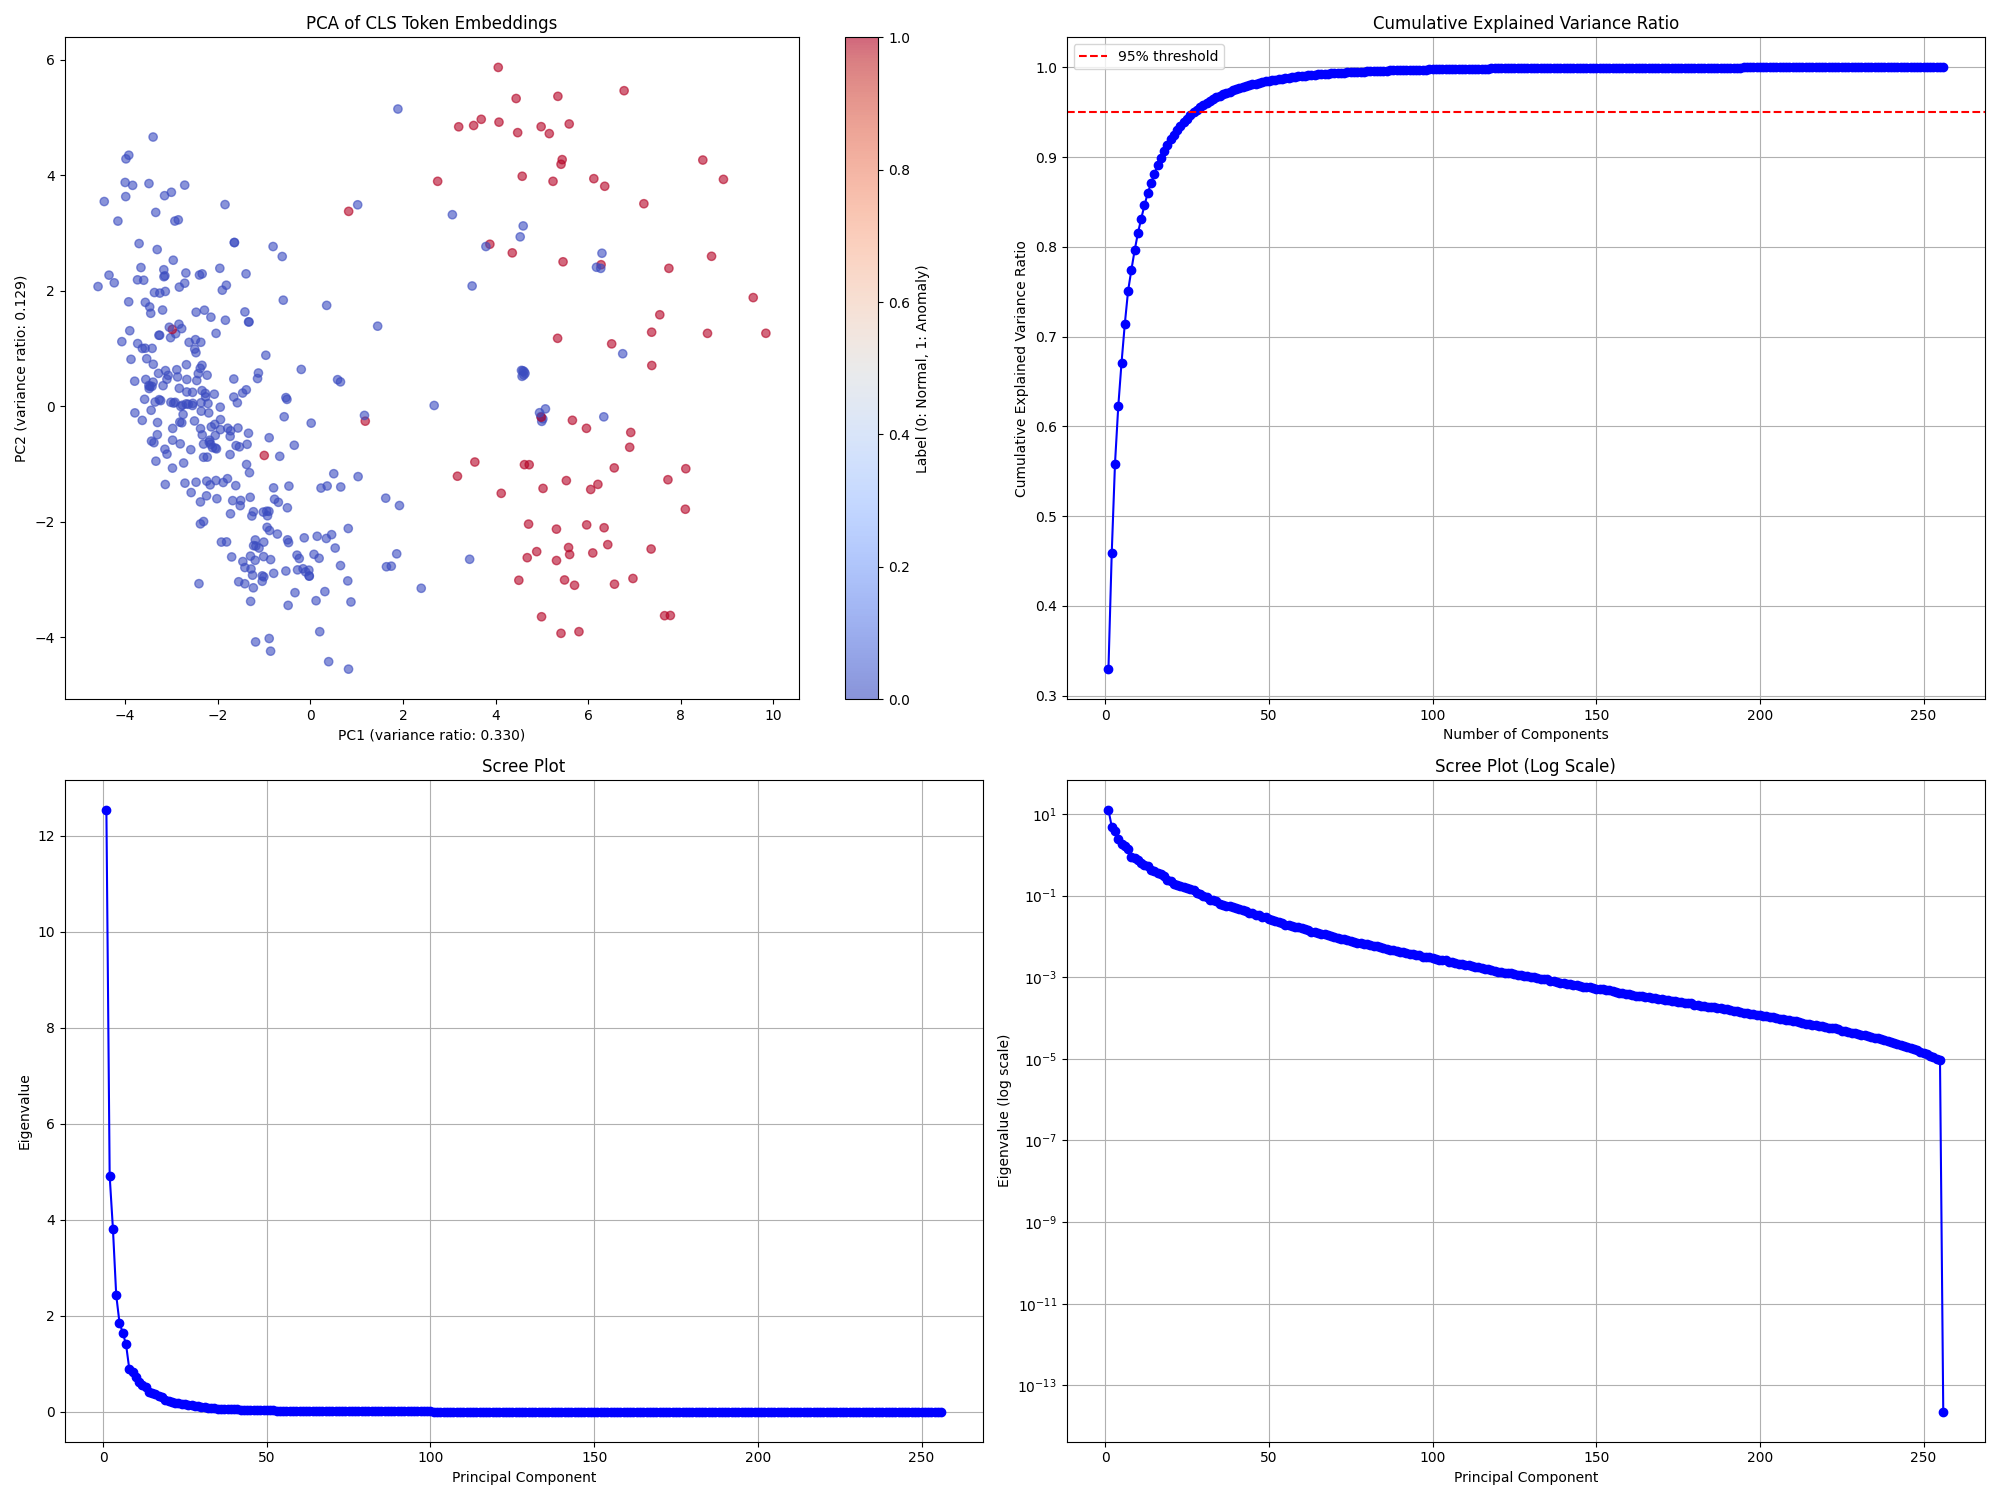 PCA of CLS Token Embeddings
6
4
2
0
−2
−4
PC2 (variance ratio: 0.129)
−4 −2 0 2 4 6 8 10
PC1 (variance ratio: 0.330)
1.0
0.8
0.6
0.4
0.2
0.0
Label (0: Normal, 1: Anomaly)
Cumulative Explained Variance Ratio
95% threshold
1.0
0.9
0.8
0.7
0.6
0.5
0.4
0.3
Cumulative Explained Variance Ratio
0 50 100 150 200 250
Number of Components
Scree Plot
12
10
8
6
4
2
0
Eigenvalue
0 50 100 150 200 250
Principal Component
Scree Plot (Log Scale)
10¹
10⁻¹
10⁻³
10⁻⁵
10⁻⁷
10⁻⁹
10⁻¹¹
10⁻¹³
Eigenvalue (log scale)
0 50 100 150 200 250
Principal Component